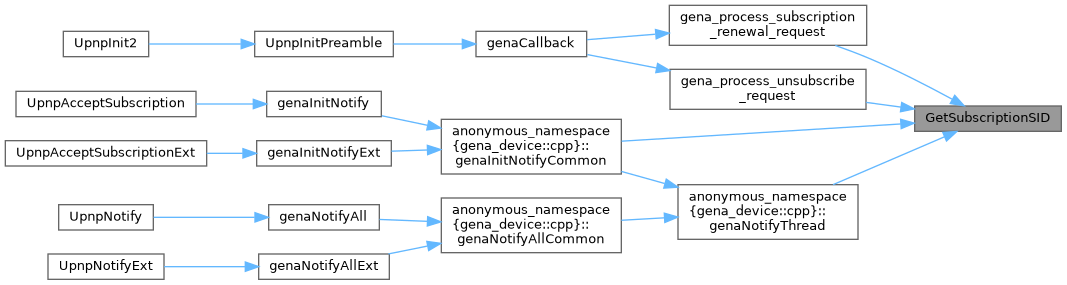 gena_process_subscription
_renewal_request
UpnpInit2
UpnpInitPreamble
genaCallback
gena_process_unsubscribe
_request
UpnpAcceptSubscription
genaInitNotify
GetSubscriptionSID
anonymous_namespace
{gena_device::cpp}::
genaInitNotifyCommon
UpnpAcceptSubscriptionExt
genaInitNotifyExt
anonymous_namespace
{gena_device::cpp}::
genaNotifyThread
UpnpNotify
genaNotifyAll
anonymous_namespace
{gena_device::cpp}::
genaNotifyAllCommon
UpnpNotifyExt
genaNotifyAllExt